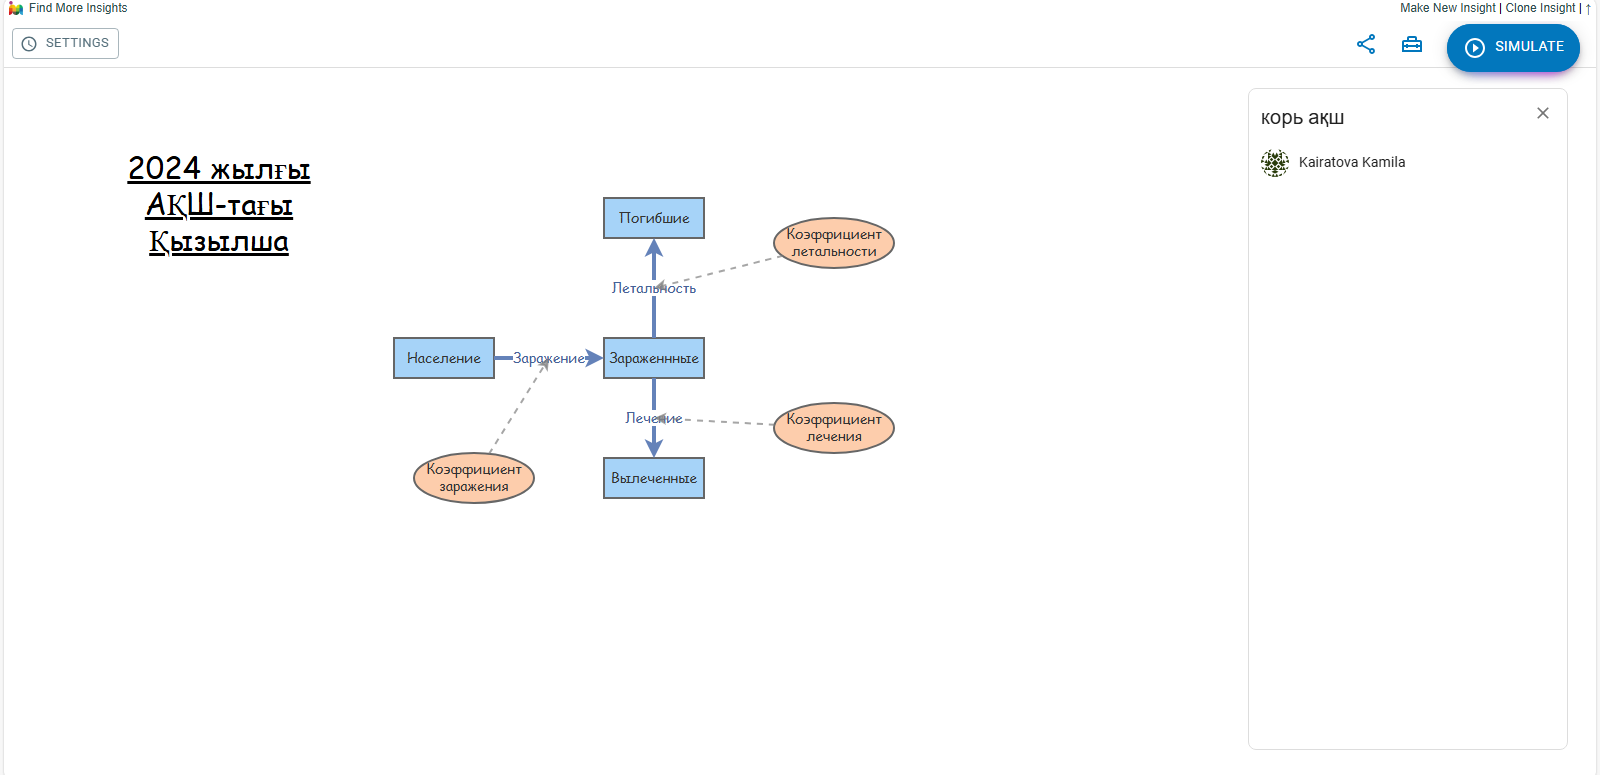 Find More Insights
Make New Insight | Clone Insight | ↑
SETTINGS
SIMULATE
корь ақш
Kairatova Kamila
2024 жылғы
АҚШ-тағы
Қызылша
Погибшие
Коэффициент
летальности
Летальность
Население
Заражение
Зараженнные
Лечение
Коэффициент
лечения
Коэффициент
заражения
Вылеченные